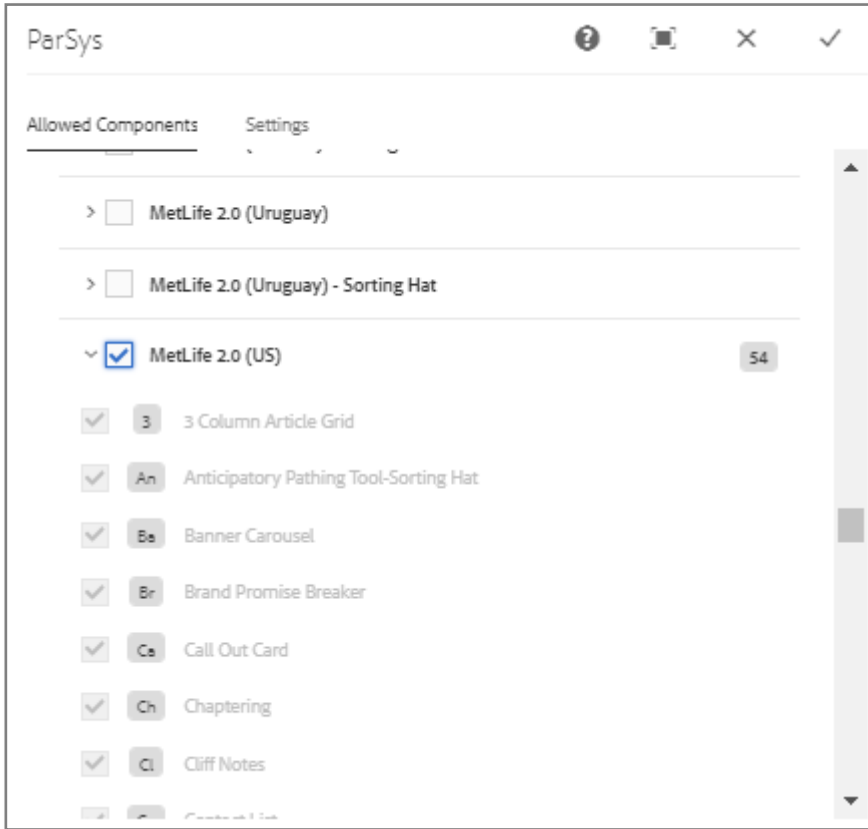 ParSys
Allowed Components Settings
MetLife 2.0 (Uruguay)
MetLife 2.0 (Uruguay) - Sorting Hat
MetLife 2.0 (US) 54
3 3 Column Article Grid
An Anticipatory Pathing Tool-Sorting Hat
Ba Banner Carousel
Br Brand Promise Breaker
Ca Call Out Card
Ch Chaptering
Cl Cliff Notes
Contact List